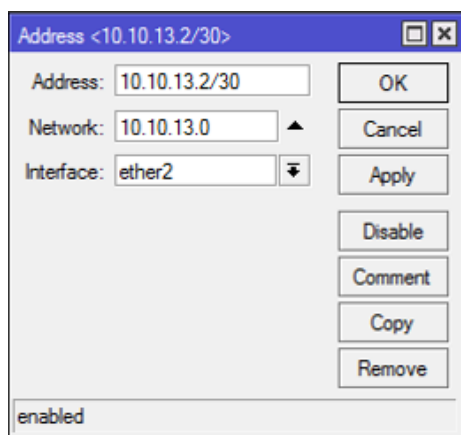 Address <10.10.13.2/30>
Address: 10.10.13.2/30
OK
Network: 10.10.13.0
Cancel
Interface: ether2
Apply
Disable
Comment
Copy
Remove
enabled